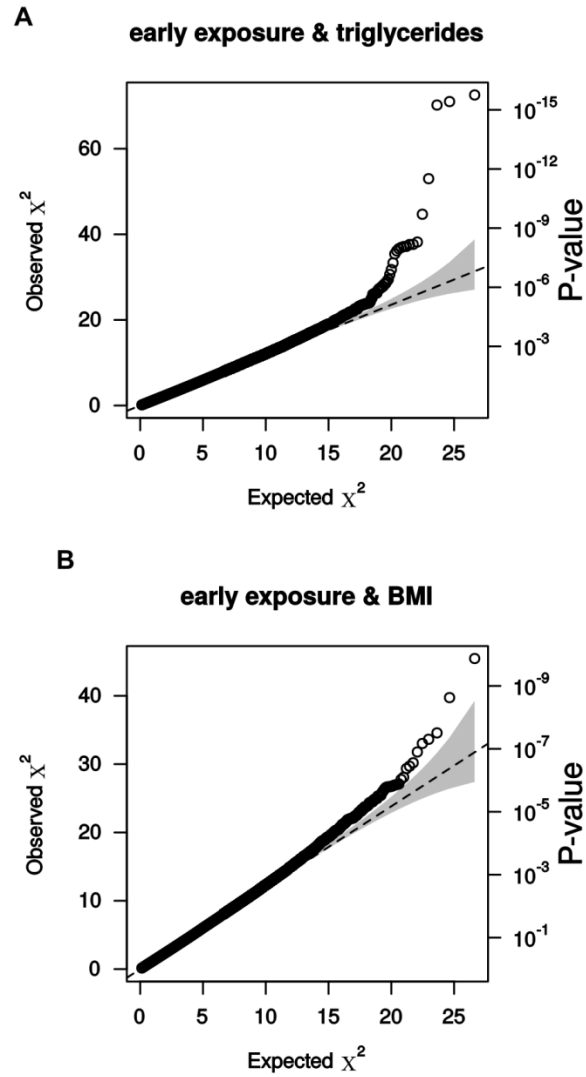 A
early exposure & triglycerides
Observed χ²
60
40
20
0
10⁻¹⁵
10⁻¹²
10⁻⁹
10⁻⁶
10⁻³
P-value
0 5 10 15 20 25
Expected χ²
B
early exposure & BMI
Observed χ²
40
30
20
10
0
10⁻⁹
10⁻⁷
10⁻⁵
10⁻³
10⁻¹
P-value
0 5 10 15 20 25
Expected χ²